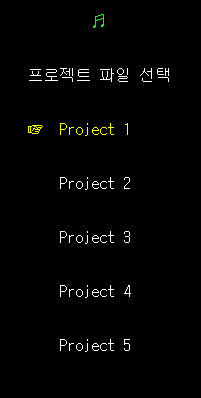 ♬
프로젝트 파일 선택
☞ Project 1
Project 2
Project 3
Project 4
Project 5